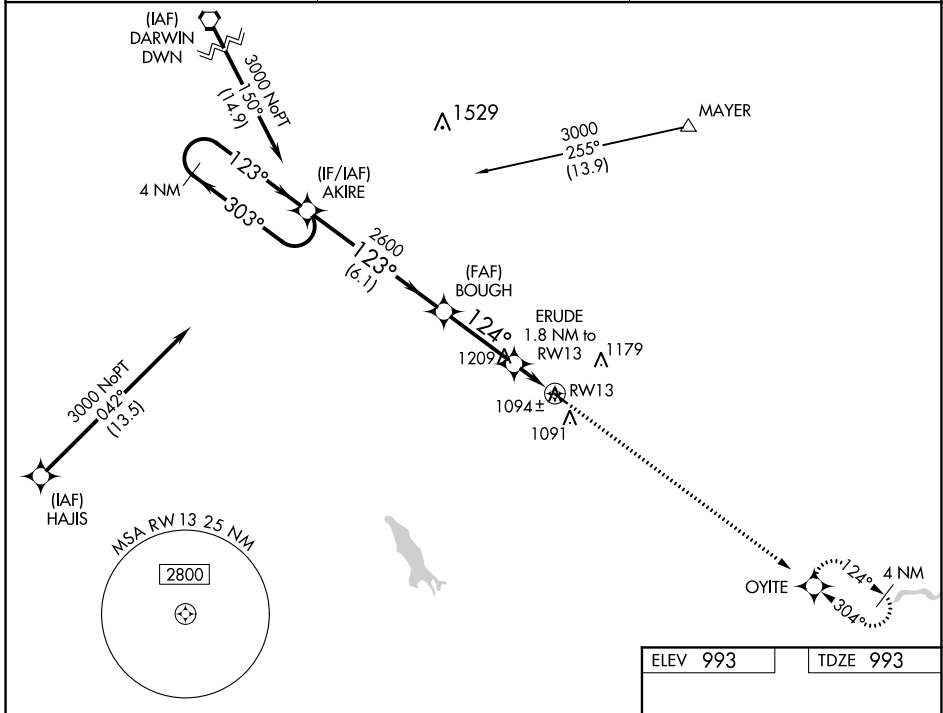 (IAF)
DARWIN
DWN
3000 NoPT
150°
(14.9)
1529
MAYER
3000
255°
(13.9)
123°
4 NM
303°
(IF/IAF)
AKIRE
2600
123°
(6.1)
(FAF)
BOUGH
124°
ERUDE
1.8 NM to
RW13
1209
1179
RW13
1094±
1091
3000 NoPT
042°
(13.5)
(IAF)
HAJIS
MSA RW 13 25 NM
2800
OYITE
124°
4 NM
304°
ELEV 993
TDZE 993